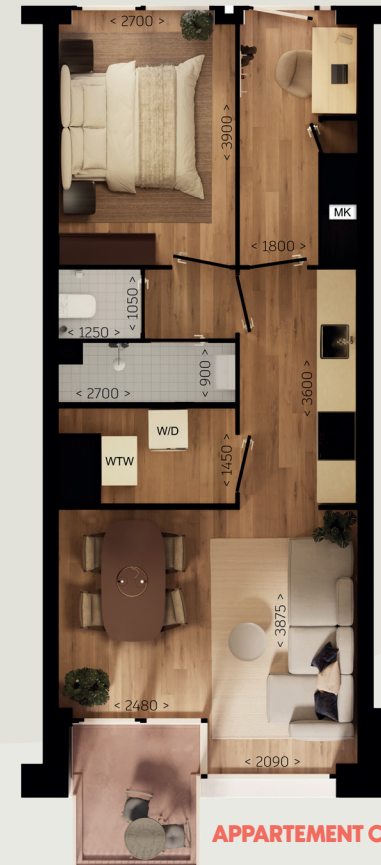 < 2700 >
< 3900 >
MK
< 1800 >
< 1050 >
< 1250 >
< 3600 >
< 900 >
< 2700 >
W/D
WTW
< 1450 >
< 3875 >
< 2480 >
< 2090 >
APPARTEMENT C